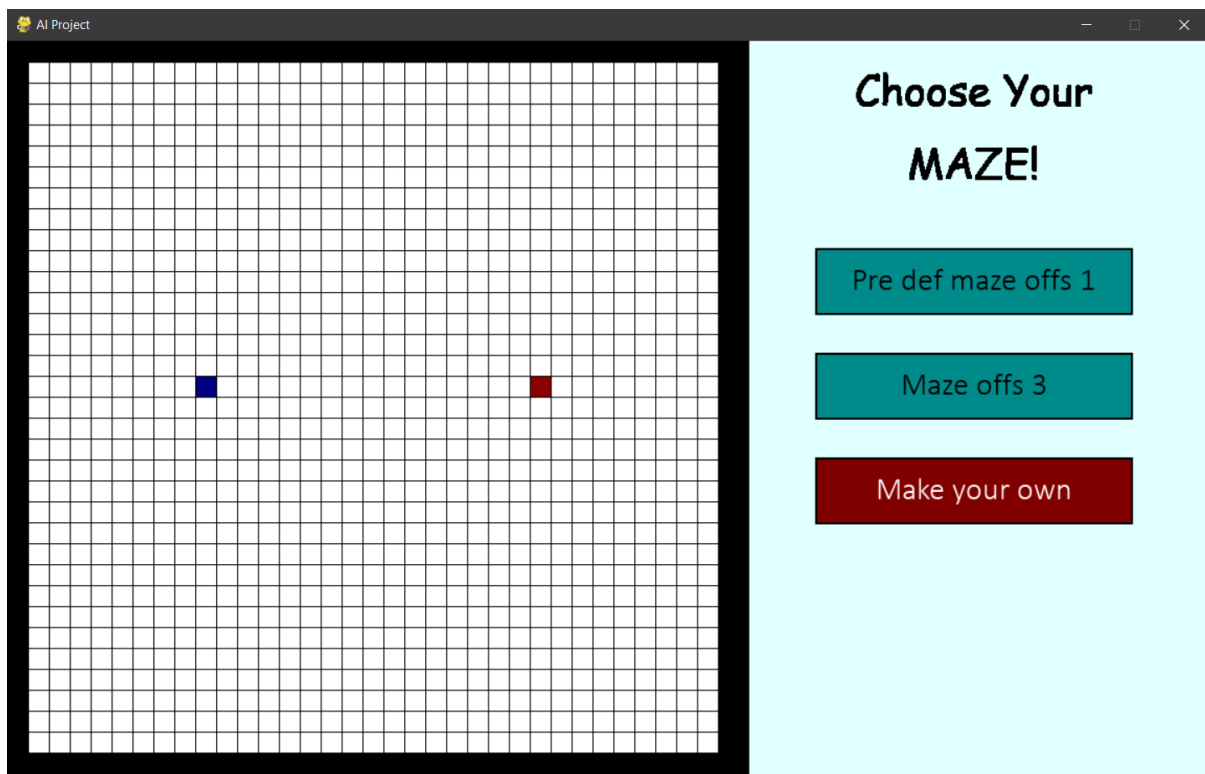 AI Project
Choose Your
MAZE!
Pre def maze offs 1
Maze offs 3
Make your own